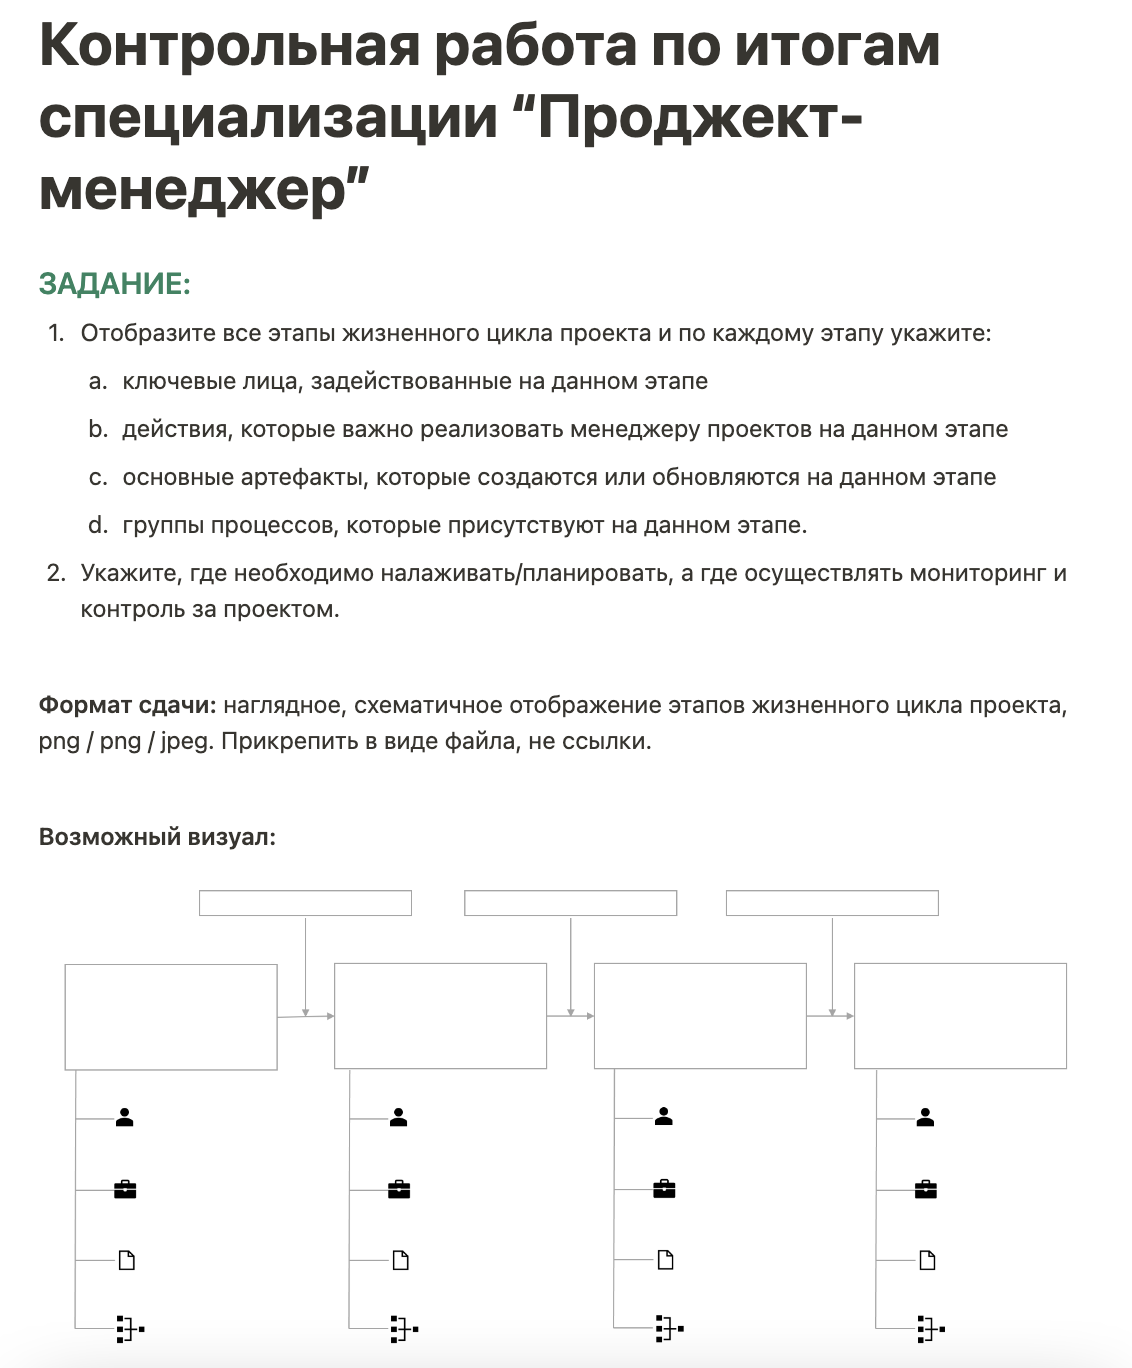 Контрольная работа по итогам
специализации “Проджект-
менеджер”
ЗАДАНИЕ:
1. Отобразите все этапы жизненного цикла проекта и по каждому этапу укажите:
a. ключевые лица, задействованные на данном этапе
b. действия, которые важно реализовать менеджеру проектов на данном этапе
c. основные артефакты, которые создаются или обновляются на данном этапе
d. группы процессов, которые присутствуют на данном этапе.
2. Укажите, где необходимо налаживать/планировать, а где осуществлять мониторинг и
контроль за проектом.
Формат сдачи: наглядное, схематичное отображение этапов жизненного цикла проекта,
png / png / jpeg. Прикрепить в виде файла, не ссылки.
Возможный визуал: